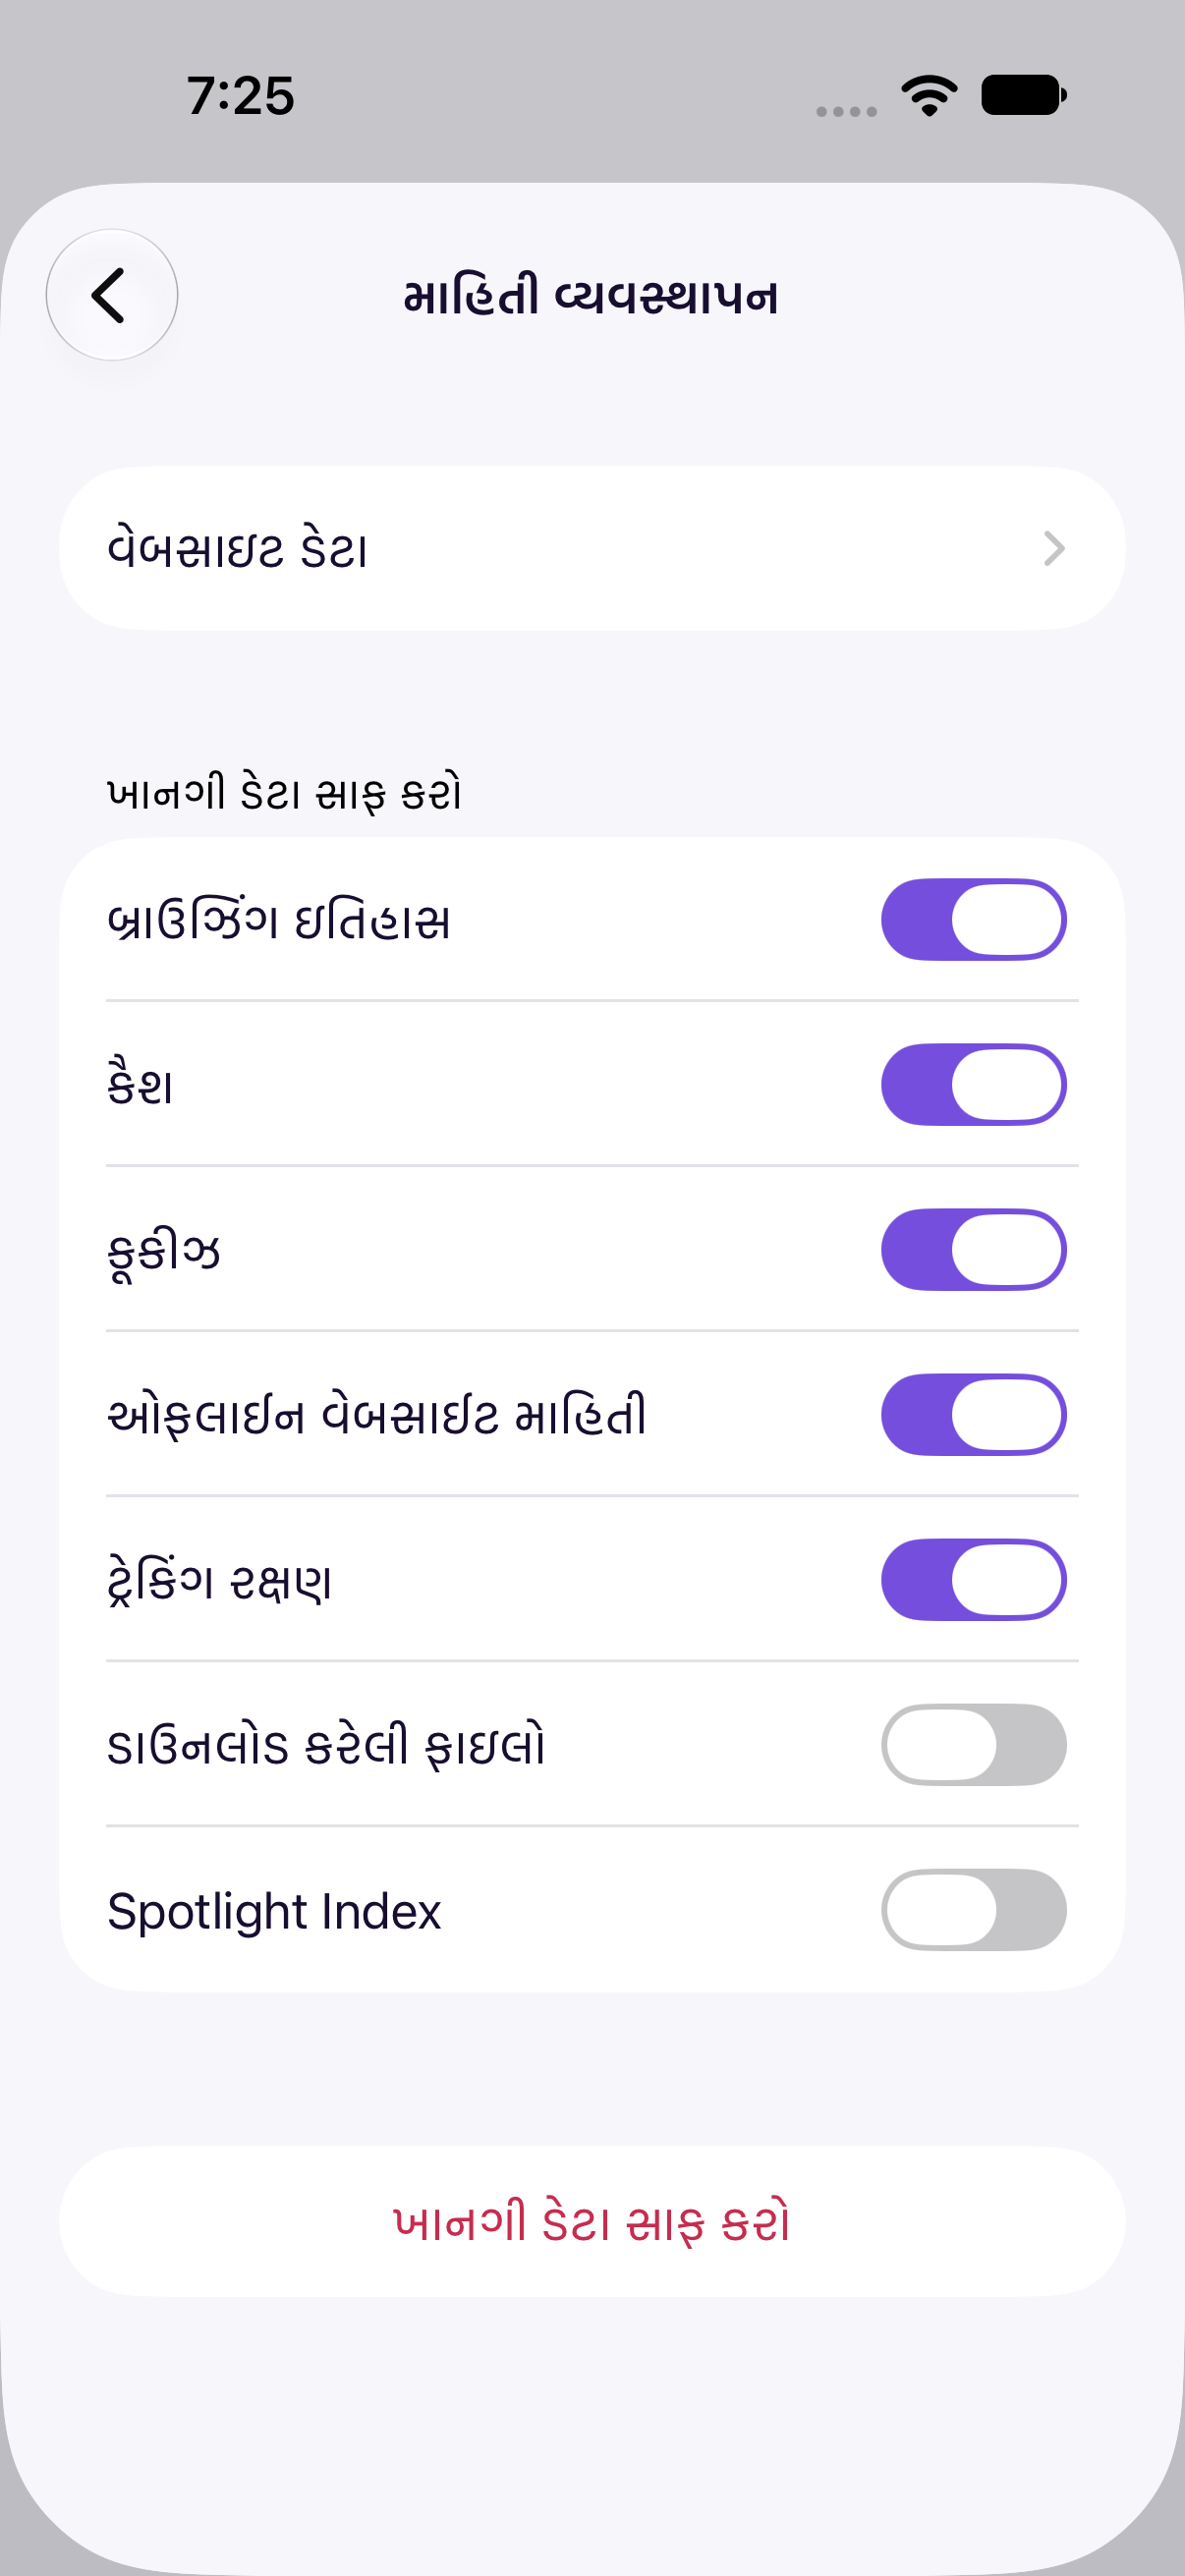 7:25
માહિતી વ્યવસ્થાપન
વેબસાઇટ ડેટા
ખાનગી ડેટા સાફ કરો
બ્રાઉઝિંગ ઇતિહાસ
કૈશ
કૂકીઝ
ઓફલાઈન વેબસાઈટ માહિતી
ટ્રેકિંગ રક્ષણ
ડાઉનલોડ કરેલી ફાઇલો
Spotlight Index
ખાનગી ડેટા સાફ કરો